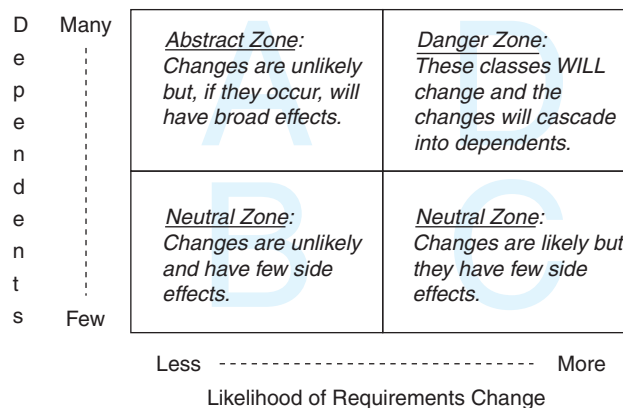 Dependents
Many
Few
A
Abstract Zone:
Changes are unlikely
but, if they occur, will
have broad effects.
D
Danger Zone:
These classes WILL
change and the
changes will cascade
into dependents.
B
Neutral Zone:
Changes are unlikely
and have few side
effects.
C
Neutral Zone:
Changes are likely but
they have few side
effects.
Less
More
Likelihood of Requirements Change